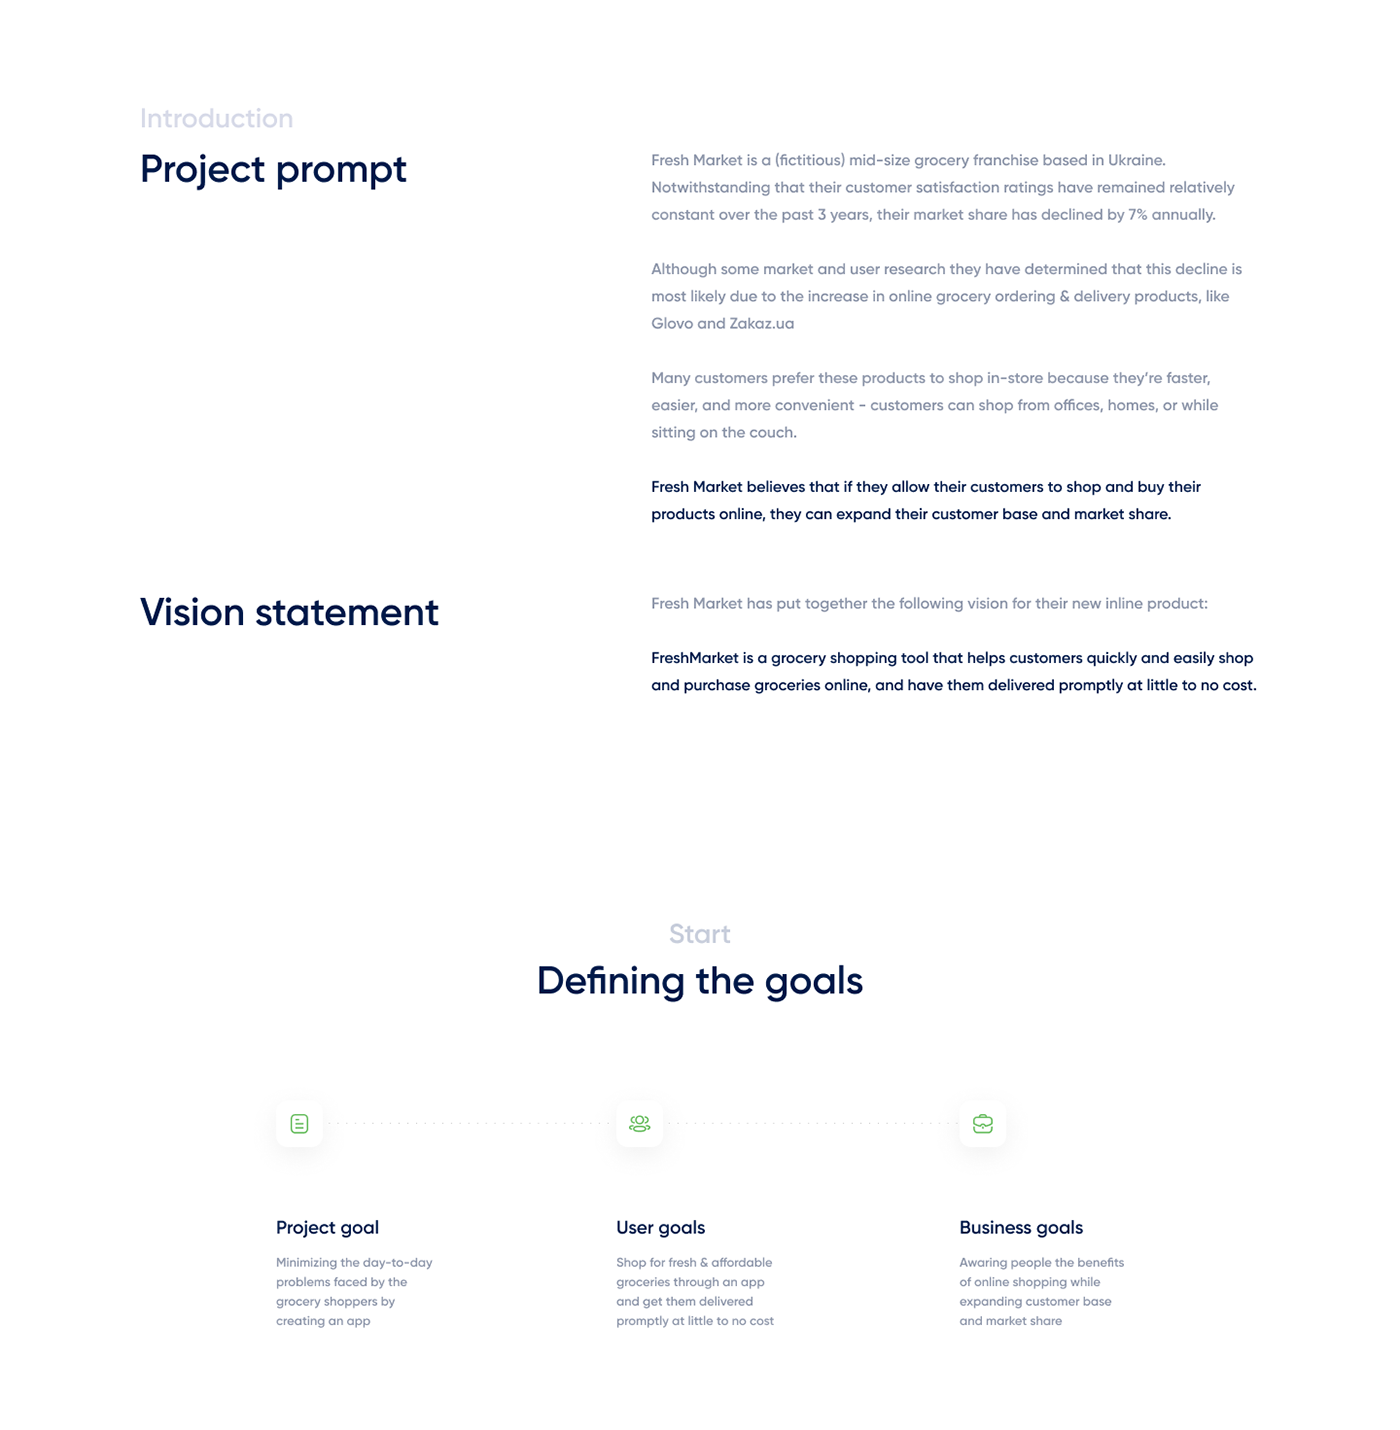 Introduction
Project prompt
Fresh Market is a (fictitious) mid-size grocery franchise based in Ukraine.
Notwithstanding that their customer satisfaction ratings have remained relatively
constant over the past 3 years, their market share has declined by 7% annually.
Although some market and user research they have determined that this decline is
most likely due to the increase in online grocery ordering & delivery products, like
Glovo and Zakaz.ua
Many customers prefer these products to shop in-store because they’re faster,
easier, and more convenient - customers can shop from offices, homes, or while
sitting on the couch.
Fresh Market believes that if they allow their customers to shop and buy their
products online, they can expand their customer base and market share.
Vision statement
Fresh Market has put together the following vision for their new inline product:
FreshMarket is a grocery shopping tool that helps customers quickly and easily shop
and purchase groceries online, and have them delivered promptly at little to no cost.
Start
Defining the goals
Project goal
Minimizing the day-to-day
problems faced by the
grocery shoppers by
creating an app
User goals
Shop for fresh & affordable
groceries through an app
and get them delivered
promptly at little to no cost
Business goals
Awaring people the benefits
of online shopping while
expanding customer base
and market share